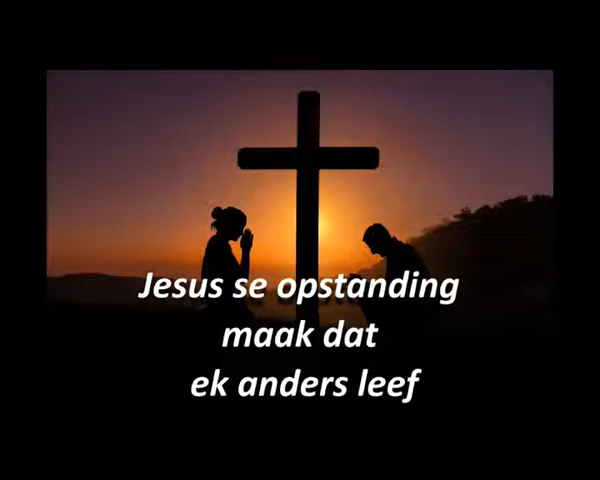 Jesus se opstanding
maak dat
ek anders leef